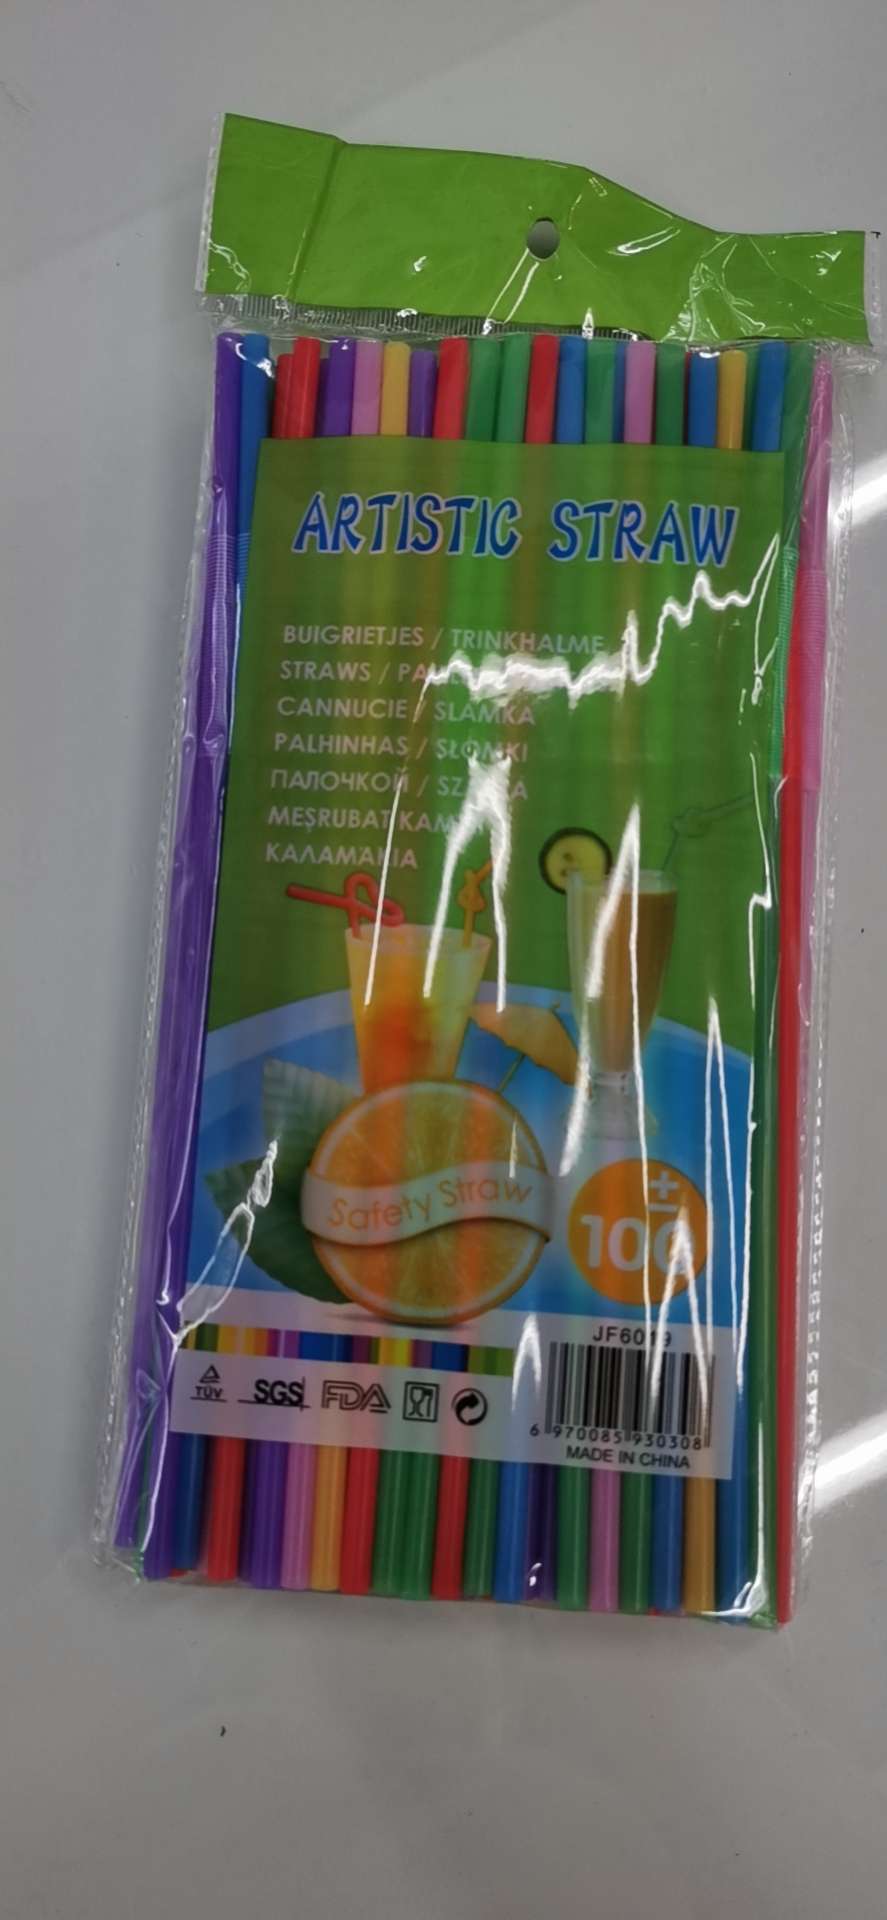 ARTISTIC STRAW
BUIGRIETJES / TRINKHALME
STRAWS /
CANNUCIE / SLAMKA
PALHINHAS / SŁOMKI
ПАЛОЧКОЙ /
MEŞRUBAT
ΚΑΛΑΜΑΚΙΑ
Safety Straw
±
100
JF6019
TÜV SGS FDA
6 970085 930308
MADE IN CHINA